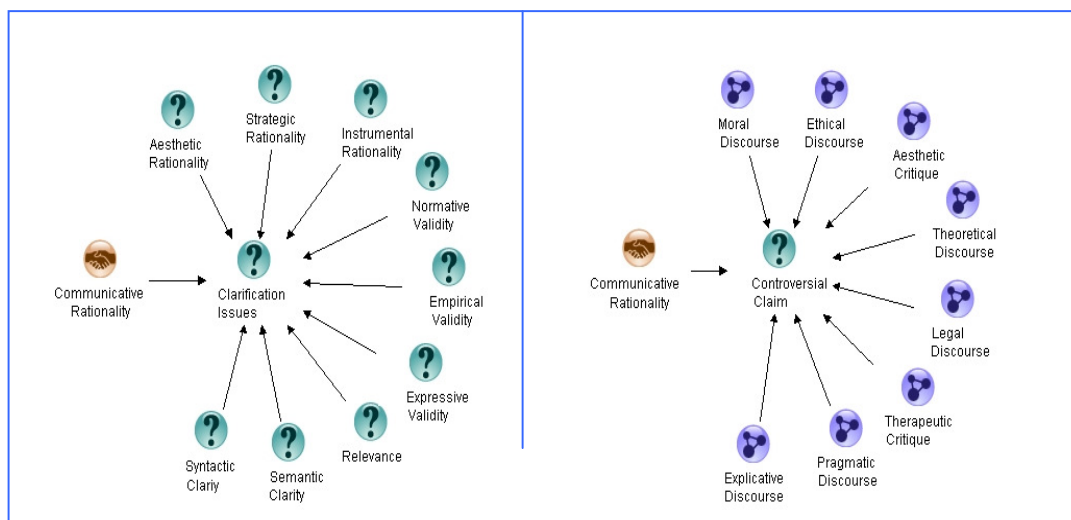 Aesthetic
Rationality
Strategic
Rationality
Instrumental
Rationality
Normative
Validity
Communicative
Rationality
Clarification
Issues
Empirical
Validity
Expressive
Validity
Syntactic
Clariy
Semantic
Clarity
Relevance
Moral
Discourse
Ethical
Discourse
Aesthetic
Critique
Theoretical
Discourse
Communicative
Rationality
Controversial
Claim
Legal
Discourse
Therapeutic
Critique
Pragmatic
Discourse
Explicative
Discourse